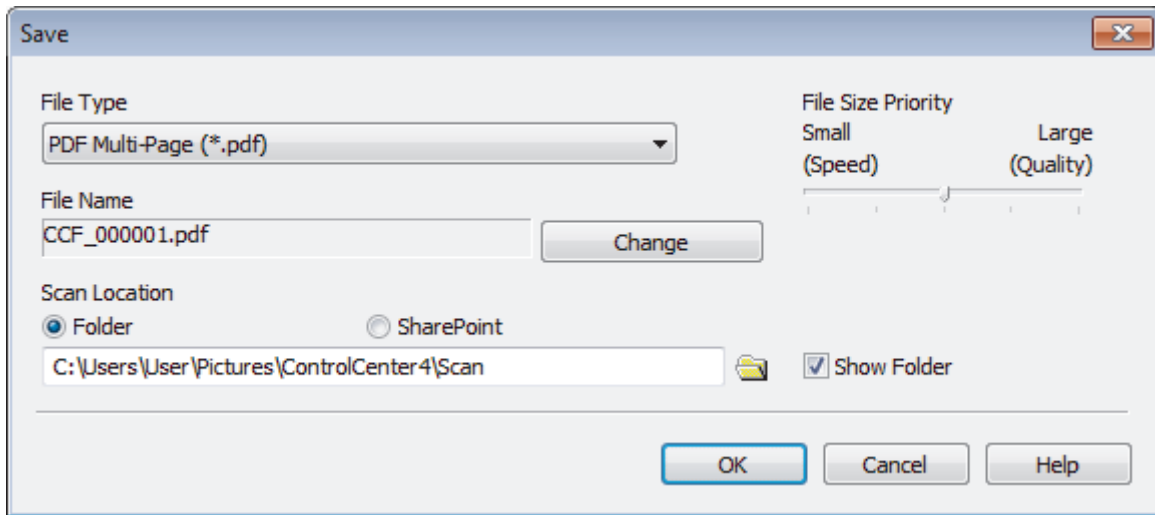 Save
File Type
PDF Multi-Page (*.pdf)
File Size Priority
Small Large
(Speed) (Quality)
File Name
CCF_000001.pdf
Change
Scan Location
Folder SharePoint
C:\Users\User\Pictures\ControlCenter4\Scan
Show Folder
OK Cancel Help